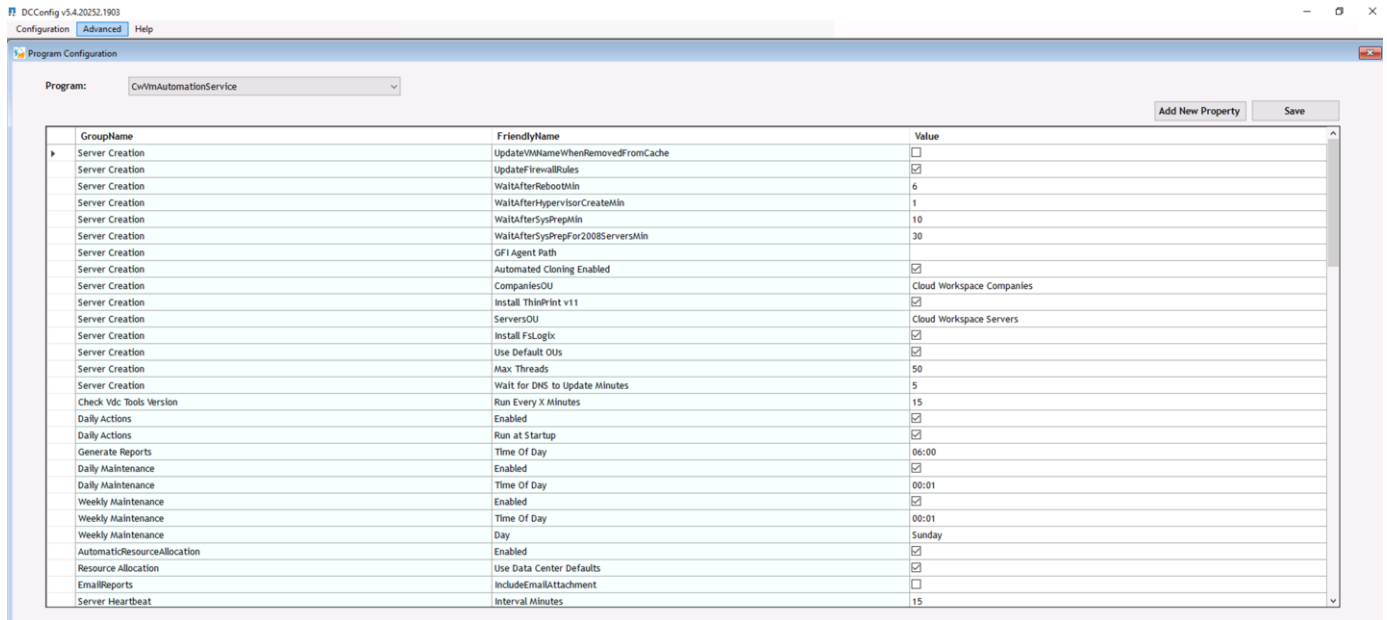 DCConfig v5.4.20252.1903
Configuration Advanced Help
Program Configuration
Program: CwVmAutomationService
Add New Property Save
GroupName FriendlyName Value
Server Creation UpdateVMNameWhenRemovedFromCache
Server Creation UpdateFirewallRules
Server Creation WaitAfterRebootMin 6
Server Creation WaitAfterHypervisorCreateMin 1
Server Creation WaitAfterSysPrepMin 10
Server Creation WaitAfterSysPrepFor2008ServersMin 30
Server Creation GFI Agent Path
Server Creation Automated Cloning Enabled
Server Creation CompaniesOU Cloud Workspace Companies
Server Creation Install ThinPrint v11
Server Creation ServersOU Cloud Workspace Servers
Server Creation Install FsLogix
Server Creation Use Default OUs
Server Creation Max Threads 50
Server Creation Wait for DNS to Update Minutes 5
Check Vdc Tools Version Run Every X Minutes 15
Daily Actions Enabled
Daily Actions Run at Startup
Generate Reports Time Of Day 06:00
Daily Maintenance Enabled
Daily Maintenance Time Of Day 00:01
Weekly Maintenance Enabled
Weekly Maintenance Time Of Day 00:01
Weekly Maintenance Day Sunday
AutomaticResourceAllocation Enabled
Resource Allocation Use Data Center Defaults
EmailReports IncludeEmailAttachment
Server Heartbeat Interval Minutes 15